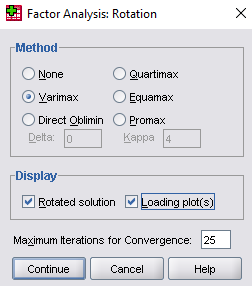 Factor Analysis: Rotation
Method
None Quartimax
Varimax Equamax
Direct Oblimin Promax
Delta: 0 Kappa 4
Display
Rotated solution Loading plot(s)
Maximum Iterations for Convergence: 25
Continue Cancel Help